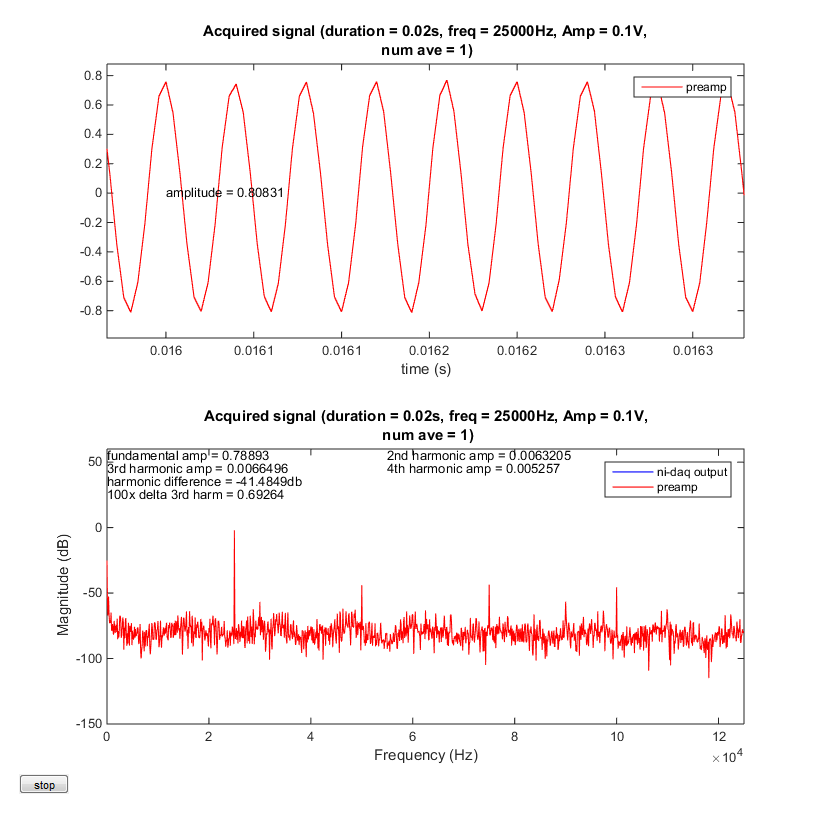 Acquired signal (duration = 0.02s, freq = 25000Hz, Amp = 0.1V,
num ave = 1)
0.8
0.6
0.4
0.2
0
-0.2
-0.4
-0.6
-0.8
preamp
amplitude = 0.80831
0.016 0.0161 0.0161 0.0162 0.0162 0.0163 0.0163
time (s)
Acquired signal (duration = 0.02s, freq = 25000Hz, Amp = 0.1V,
num ave = 1)
fundamental amp = 0.78893 2nd harmonic amp = 0.0063205
3rd harmonic amp = 0.0066496 4th harmonic amp = 0.005257
harmonic difference = -41.4849db
100x delta 3rd harm = 0.69264
ni-daq output
preamp
50
0
-50
-100
-150
Magnitude (dB)
0 2 4 6 8 10 12
Frequency (Hz)
×10⁴
stop